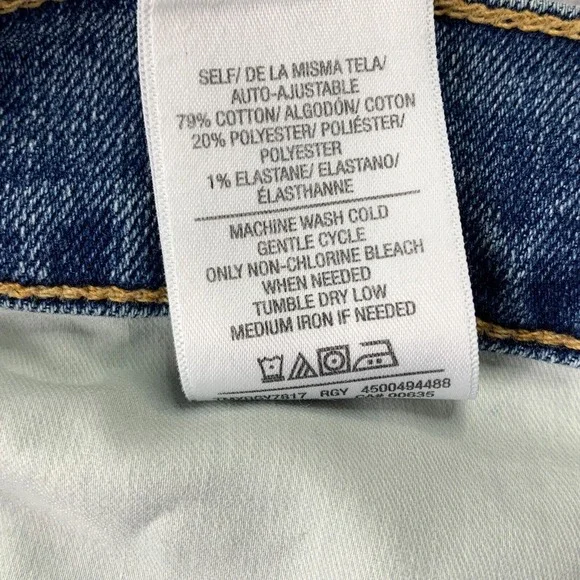 SELF/ DE LA MISMA TELA/
AUTO-AJUSTABLE
79% COTTON/ ALGODÓN/ COTON
20% POLYESTER/ POLIÉSTER/
POLYESTER
1% ELASTANE/ ELASTANO/
ÉLASTHANNE
MACHINE WASH COLD
GENTLE CYCLE
ONLY NON-CHLORINE BLEACH
WHEN NEEDED
TUMBLE DRY LOW
MEDIUM IRON IF NEEDED
RGY 4500494488
CA# 00635